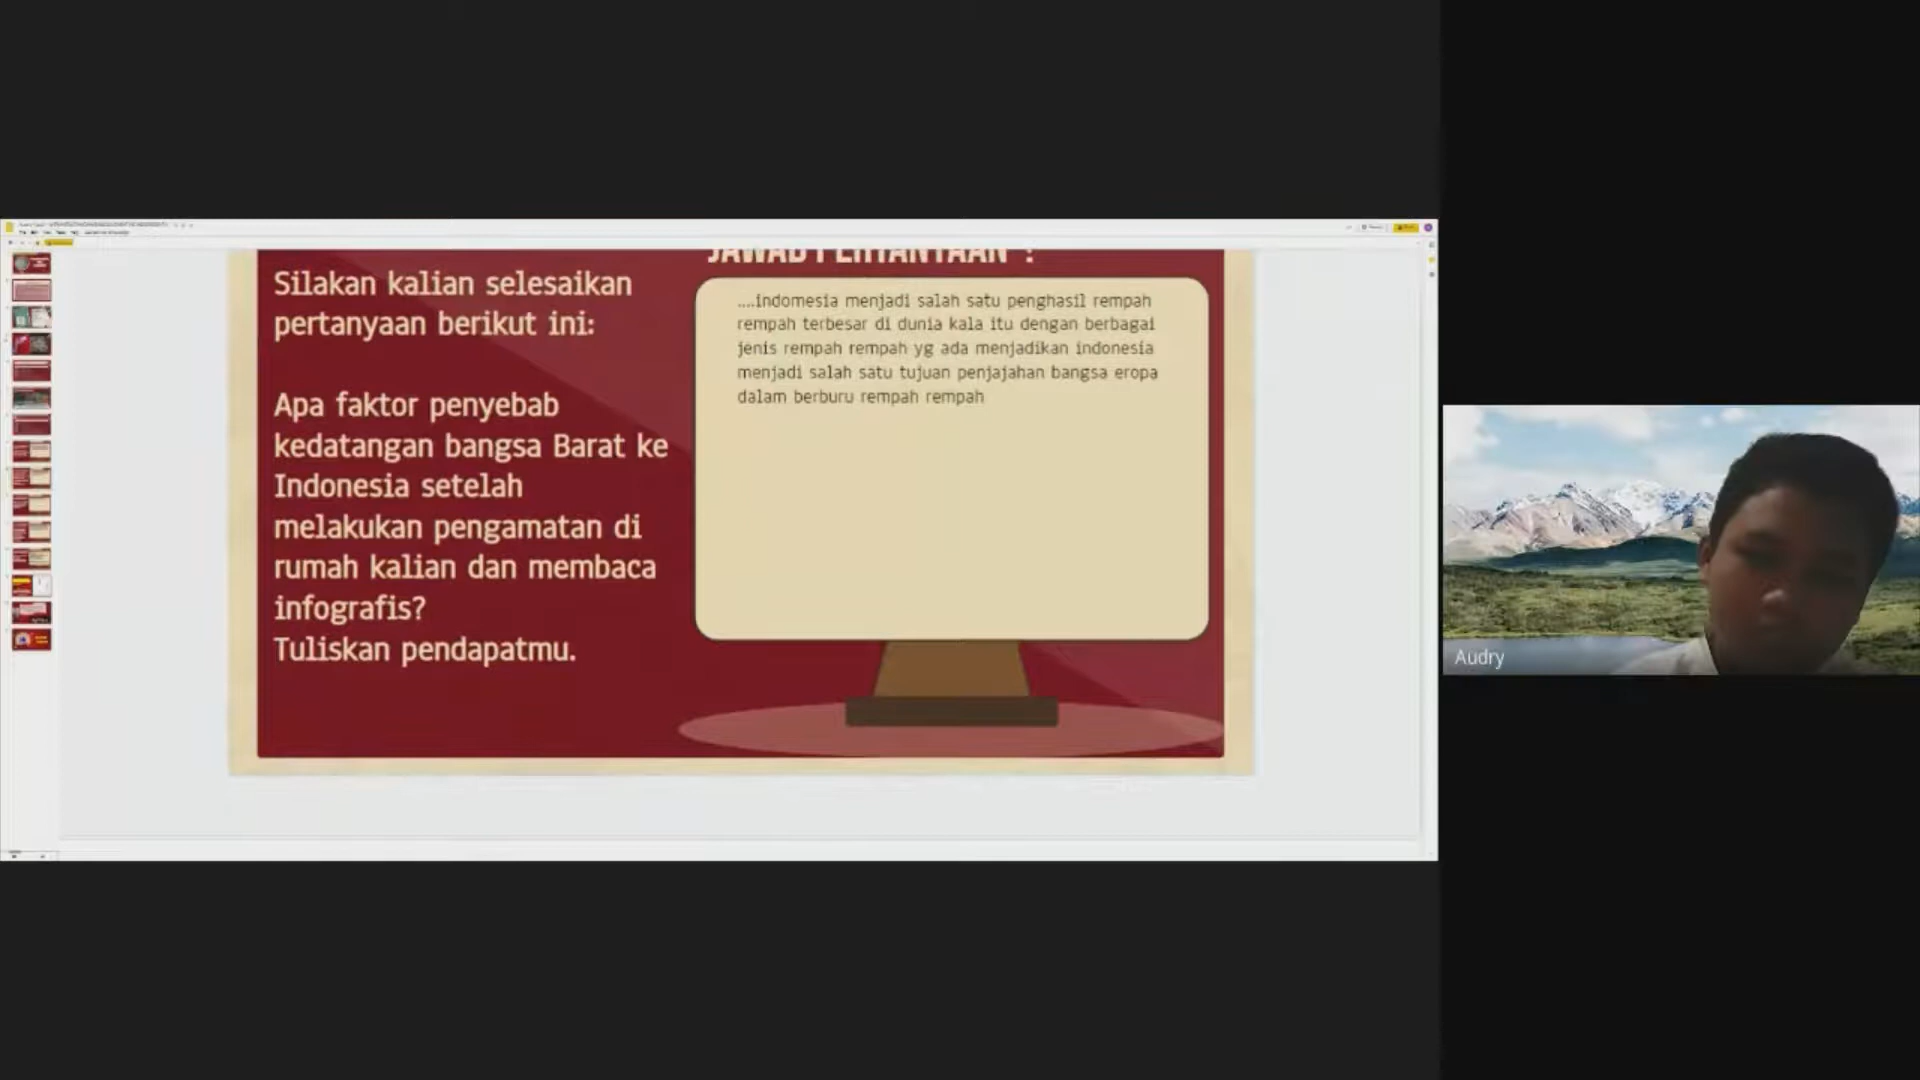 JAWAB PERTANYAAN !
Silakan kalian selesaikan
pertanyaan berikut ini:
Apa faktor penyebab
kedatangan bangsa Barat ke
Indonesia setelah
melakukan pengamatan di
rumah kalian dan membaca
infografis?
Tuliskan pendapatmu.
....indomesia menjadi salah satu penghasil rempah
rempah terbesar di dunia kala itu dengan berbagai
jenis rempah rempah yg ada menjadikan indonesia
menjadi salah satu tujuan penjajahan bangsa eropa
dalam berburu rempah rempah
Audry